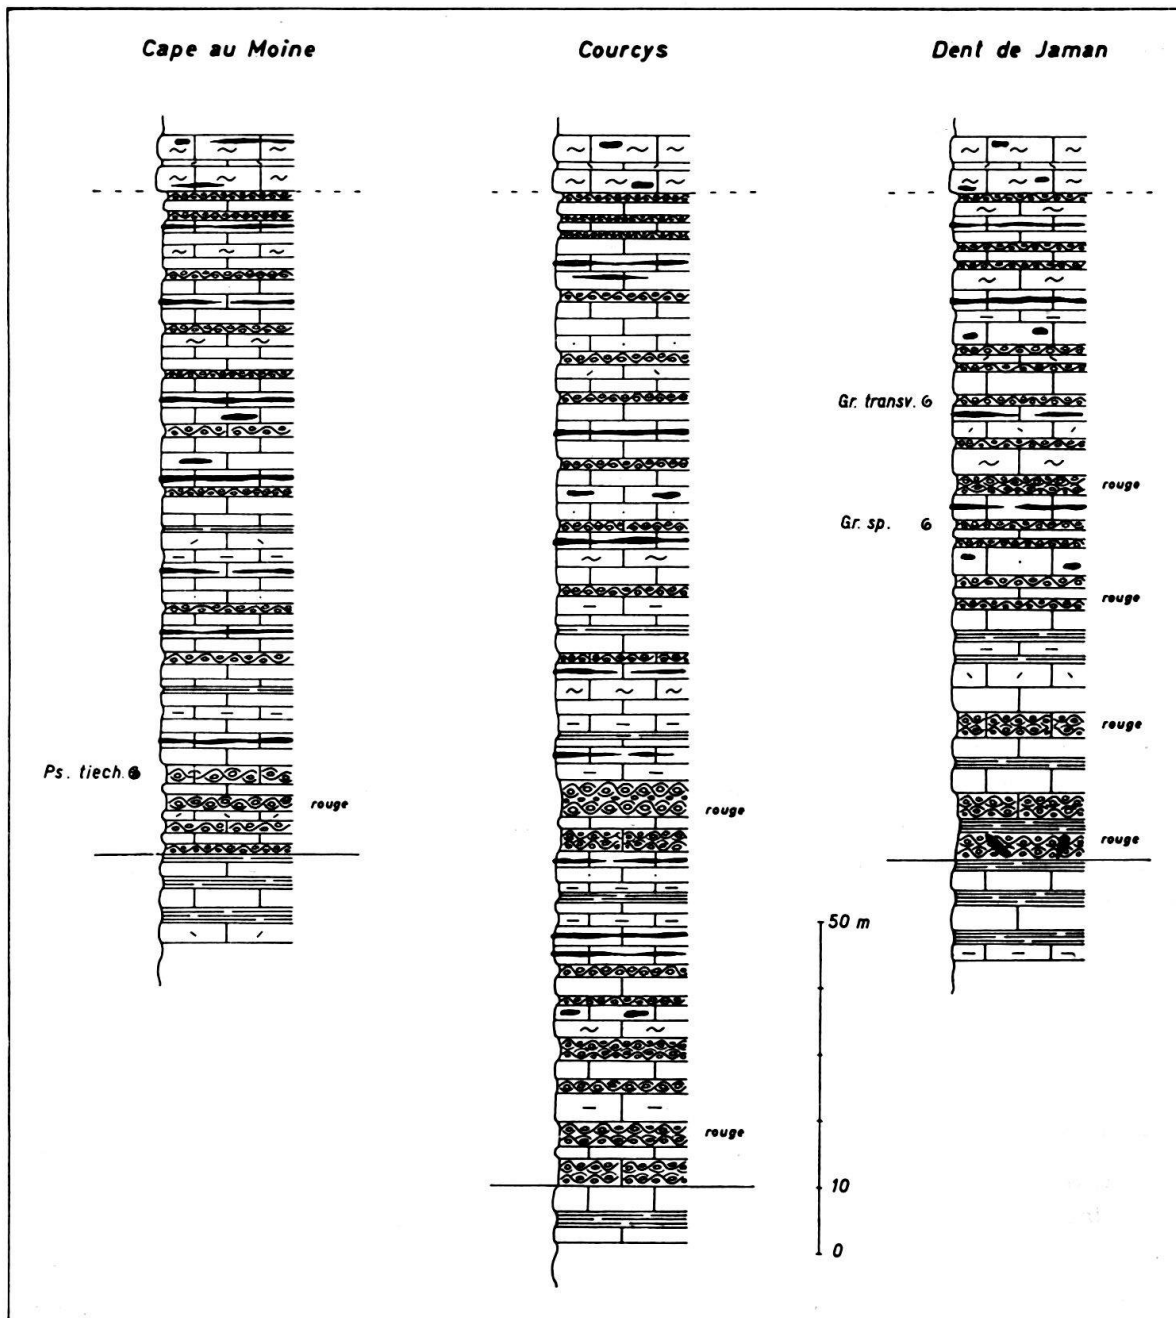 Cape au Moine
Courcys
Dent de Jaman
Gr. transv.
rouge
Gr. sp.
rouge
rouge
Ps. tiech.
rouge
rouge
rouge
50 m
rouge
10
0